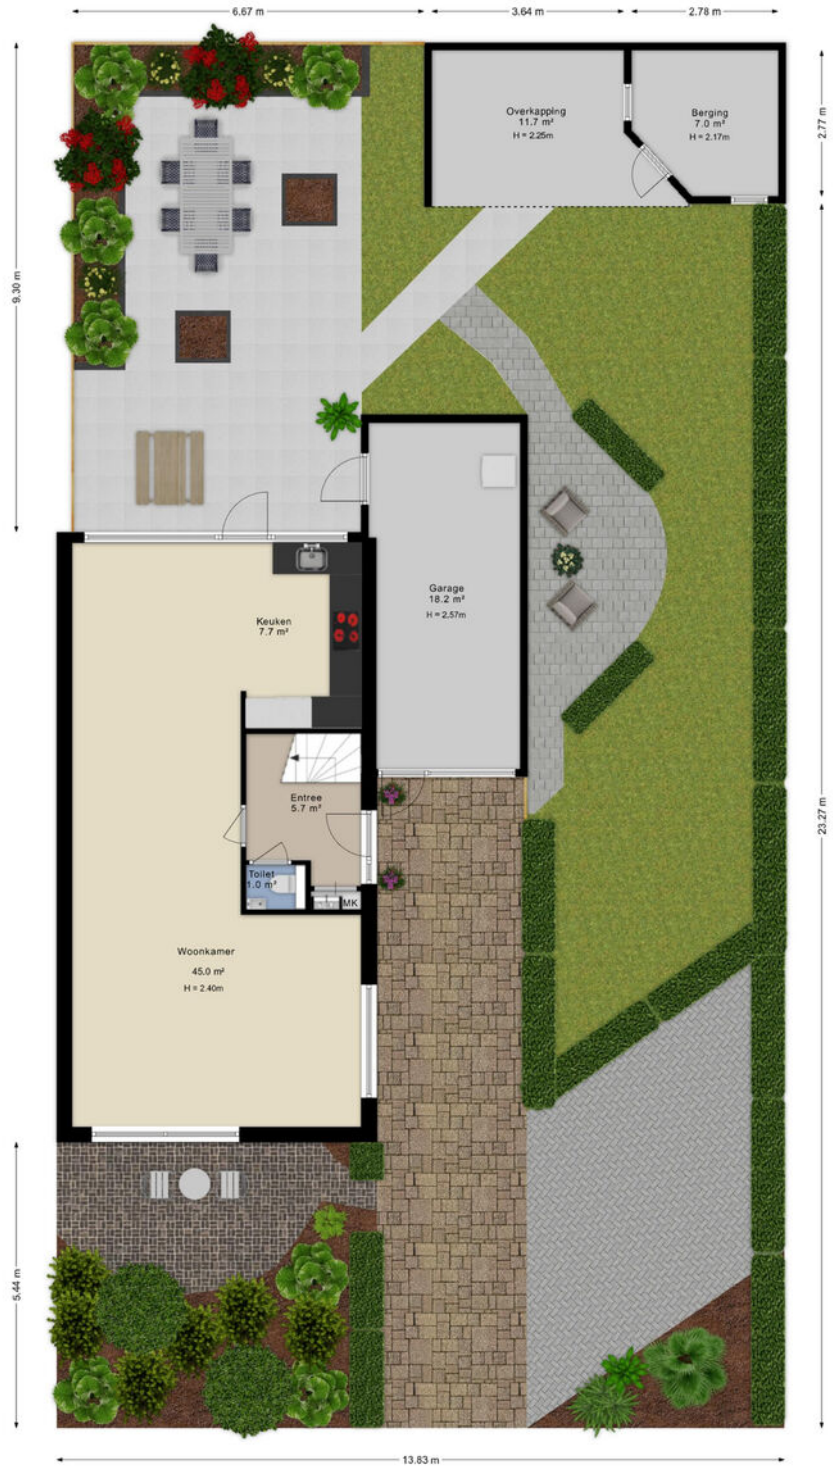 6.67 m
3.64 m
2.78 m
Overkapping
11.7 m²
H = 2.25m
Berging
7.0 m²
H = 2.17m
2.77 m
9.30 m
Keuken
7.7 m²
Garage
18.2 m²
H = 2.57m
Entree
5.7 m²
Toilet
1.0 m²
MK
23.27 m
Woonkamer
45.0 m²
H = 2.40m
5.44 m
13.83 m